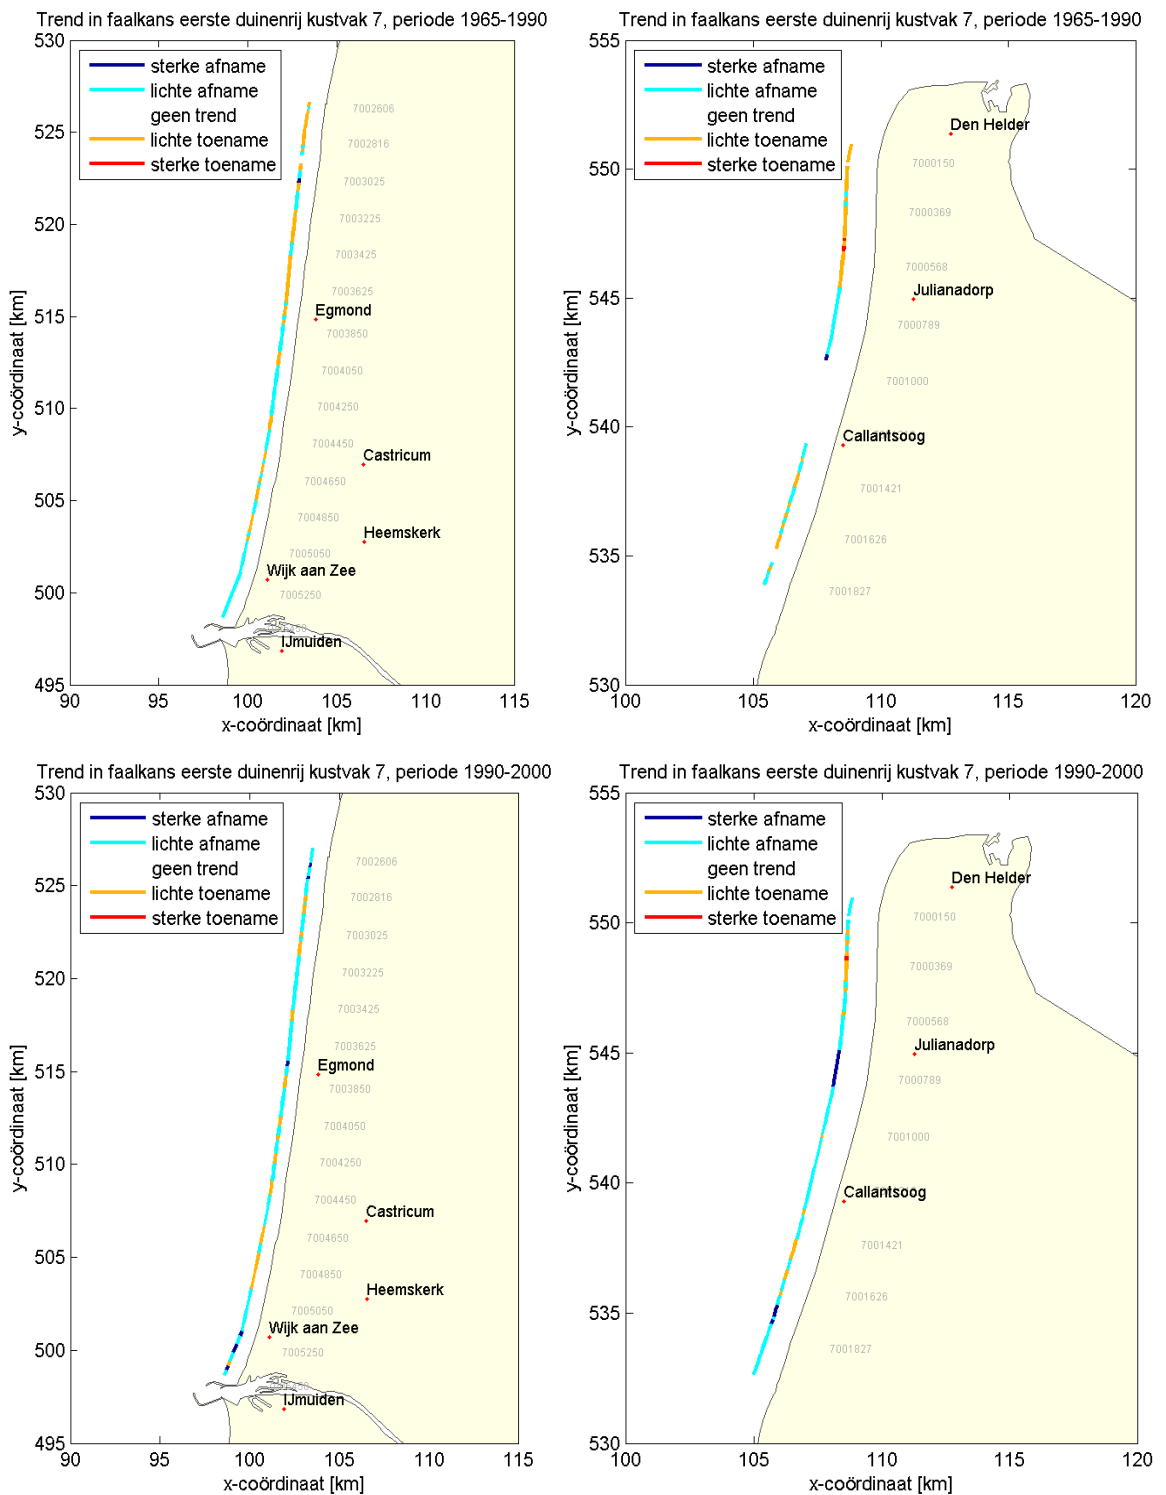 Trend in faalkans eerste duinenrij kustvak 7, periode 1965-1990
530
525
520
515
510
505
500
495
y-coördinaat [km]
sterke afname
lichte afname
geen trend
lichte toename
sterke toename
7002606
7002816
7003025
7003225
7003425
7003625
Egmond
7003850
7004050
7004250
7004450
Castricum
7004650
7004850
Heemskerk
7005050
Wijk aan Zee
7005250
IJmuiden
90
95
100
105
110
115
x-coördinaat [km]
Trend in faalkans eerste duinenrij kustvak 7, periode 1965-1990
555
550
545
540
535
530
y-coördinaat [km]
sterke afname
lichte afname
geen trend
lichte toename
sterke toename
Den Helder
7000150
7000369
7000568
Julianadorp
7000789
7001000
Callantsoog
7001421
7001626
7001827
100
105
110
115
120
x-coördinaat [km]
Trend in faalkans eerste duinenrij kustvak 7, periode 1990-2000
530
525
520
515
510
505
500
495
y-coördinaat [km]
sterke afname
lichte afname
geen trend
lichte toename
sterke toename
7002606
7002816
7003025
7003225
7003425
7003625
Egmond
7003850
7004050
7004250
7004450
Castricum
7004650
7004850
Heemskerk
7005050
Wijk aan Zee
7005250
IJmuiden
90
95
100
105
110
115
x-coördinaat [km]
Trend in faalkans eerste duinenrij kustvak 7, periode 1990-2000
555
550
545
540
535
530
y-coördinaat [km]
sterke afname
lichte afname
geen trend
lichte toename
sterke toename
Den Helder
7000150
7000369
7000568
Julianadorp
7000789
7001000
Callantsoog
7001421
7001626
7001827
100
105
110
115
120
x-coördinaat [km]